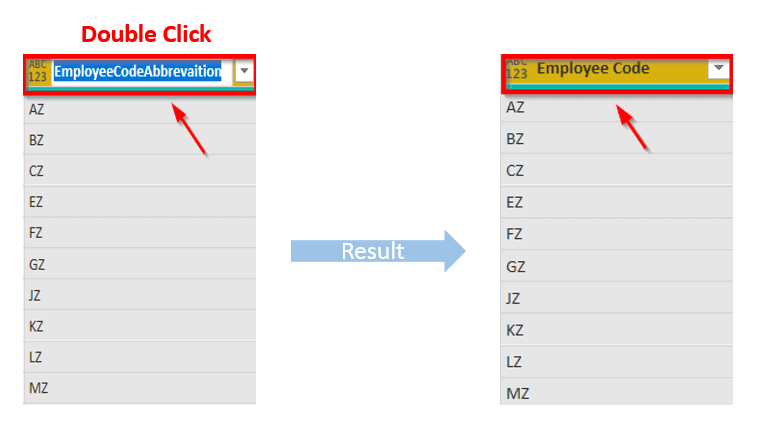 Double Click
ABC
123 EmployeeCodeAbbrevaition
AZ
BZ
CZ
EZ
FZ
GZ
JZ
KZ
LZ
MZ
Result
ABC
123 Employee Code
AZ
BZ
CZ
EZ
FZ
GZ
JZ
KZ
LZ
MZ